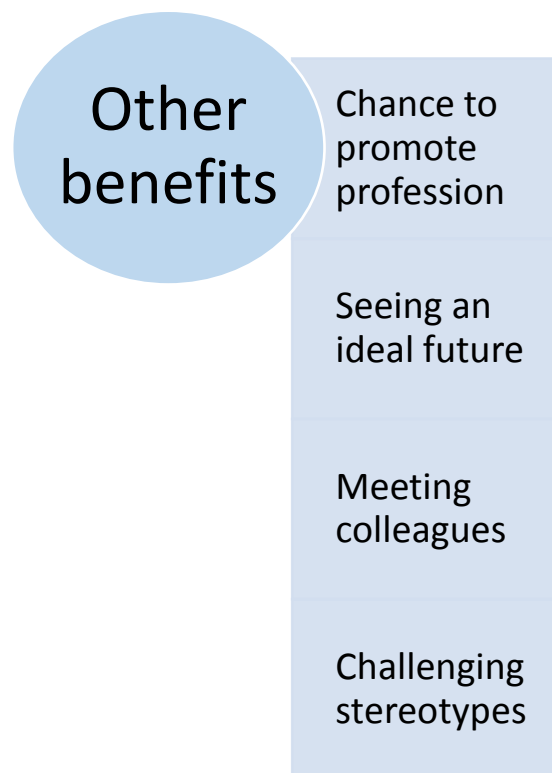 Other
benefits
Chance to
promote
profession
Seeing an
ideal future
Meeting
colleagues
Challenging
stereotypes